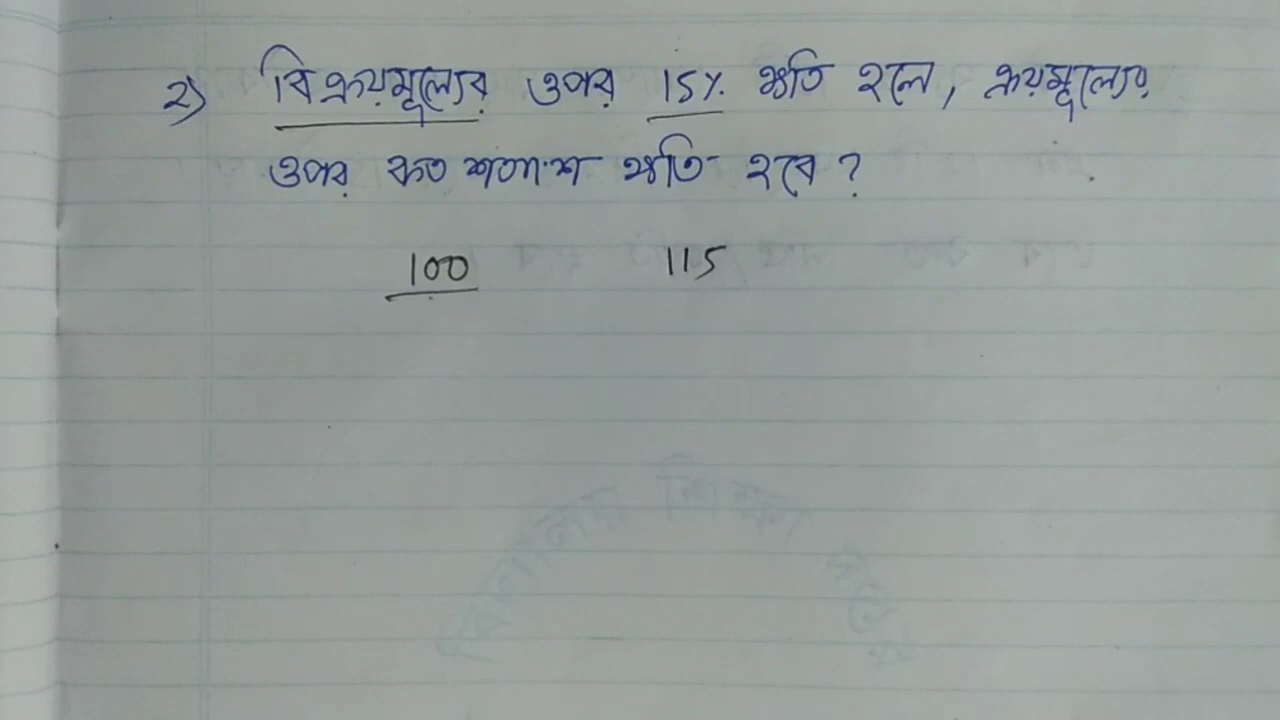 ২) বিক্রয়মূল্যের ওপর 15% ক্ষতি হলে, ক্রয়মূল্যের
ওপর কত শতাংশ ক্ষতি হবে ?
100 115